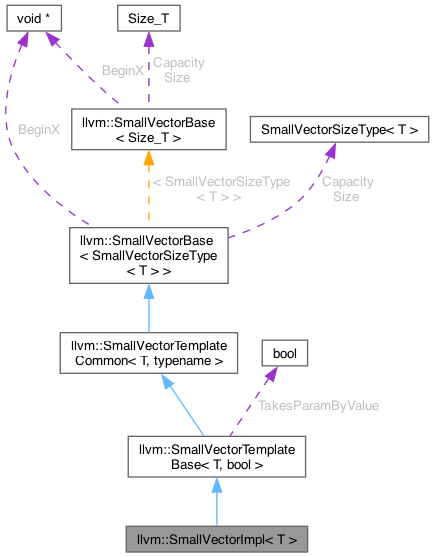 void *
Size_T
BeginX
Capacity
Size
llvm::SmallVectorBase
< Size_T >
SmallVectorSizeType< T >
BeginX
< SmallVectorSizeType
< T > >
Capacity
Size
llvm::SmallVectorBase
< SmallVectorSizeType
< T > >
llvm::SmallVectorTemplate
Common< T, typename >
bool
TakesParamByValue
llvm::SmallVectorTemplate
Base< T, bool >
llvm::SmallVectorImpl< T >